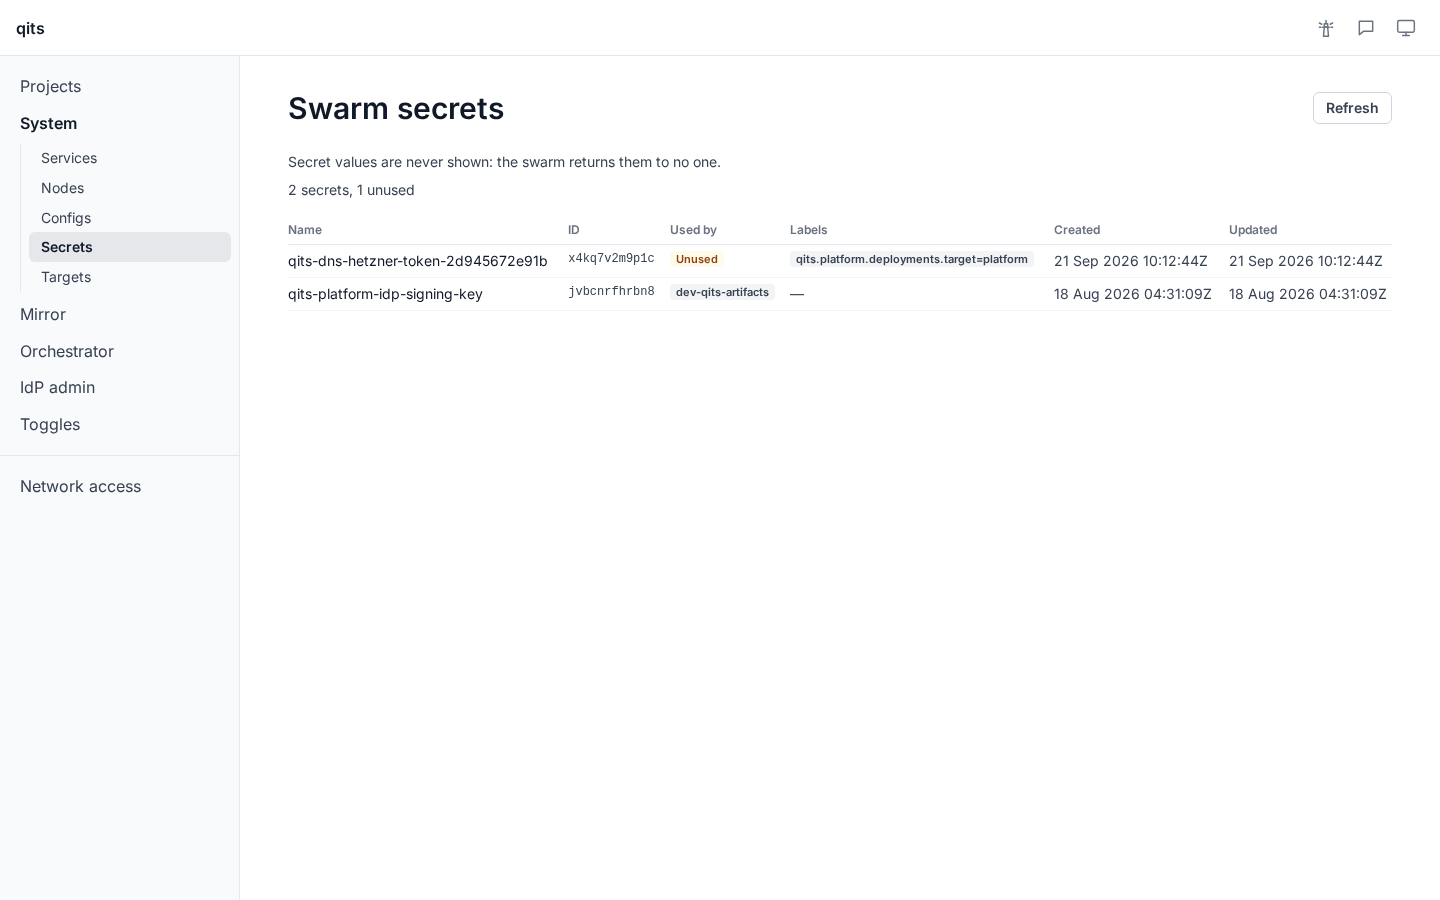 qits
Projects
System
Services
Nodes
Configs
Secrets
Targets
Mirror
Orchestrator
IdP admin
Toggles
Network access
Swarm secrets
Refresh
Secret values are never shown: the swarm returns them to no one.
2 secrets, 1 unused
Name ID Used by Labels Created Updated
qits-dns-hetzner-token-2d945672e91b x4kq7v2m9p1c Unused qits.platform.deployments.target=platform 21 Sep 2026 10:12:44Z 21 Sep 2026 10:12:44Z
qits-platform-idp-signing-key jvbcnrfhrbn8 dev-qits-artifacts — 18 Aug 2026 04:31:09Z 18 Aug 2026 04:31:09Z